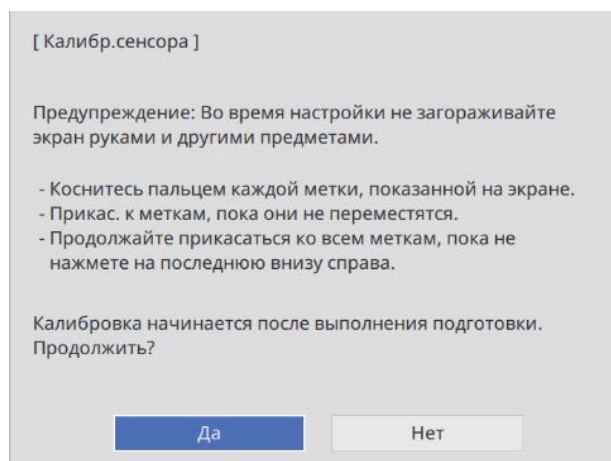 [ Калибр.сенсора ]
Предупреждение: Во время настройки не загораживайте
экран руками и другими предметами.
- Коснитесь пальцем каждой метки, показанной на экране.
- Прикас. к меткам, пока они не переместятся.
- Продолжайте прикасаться ко всем меткам, пока не
нажмете на последнюю внизу справа.
Калибровка начинается после выполнения подготовки.
Продолжить?
Да
Нет